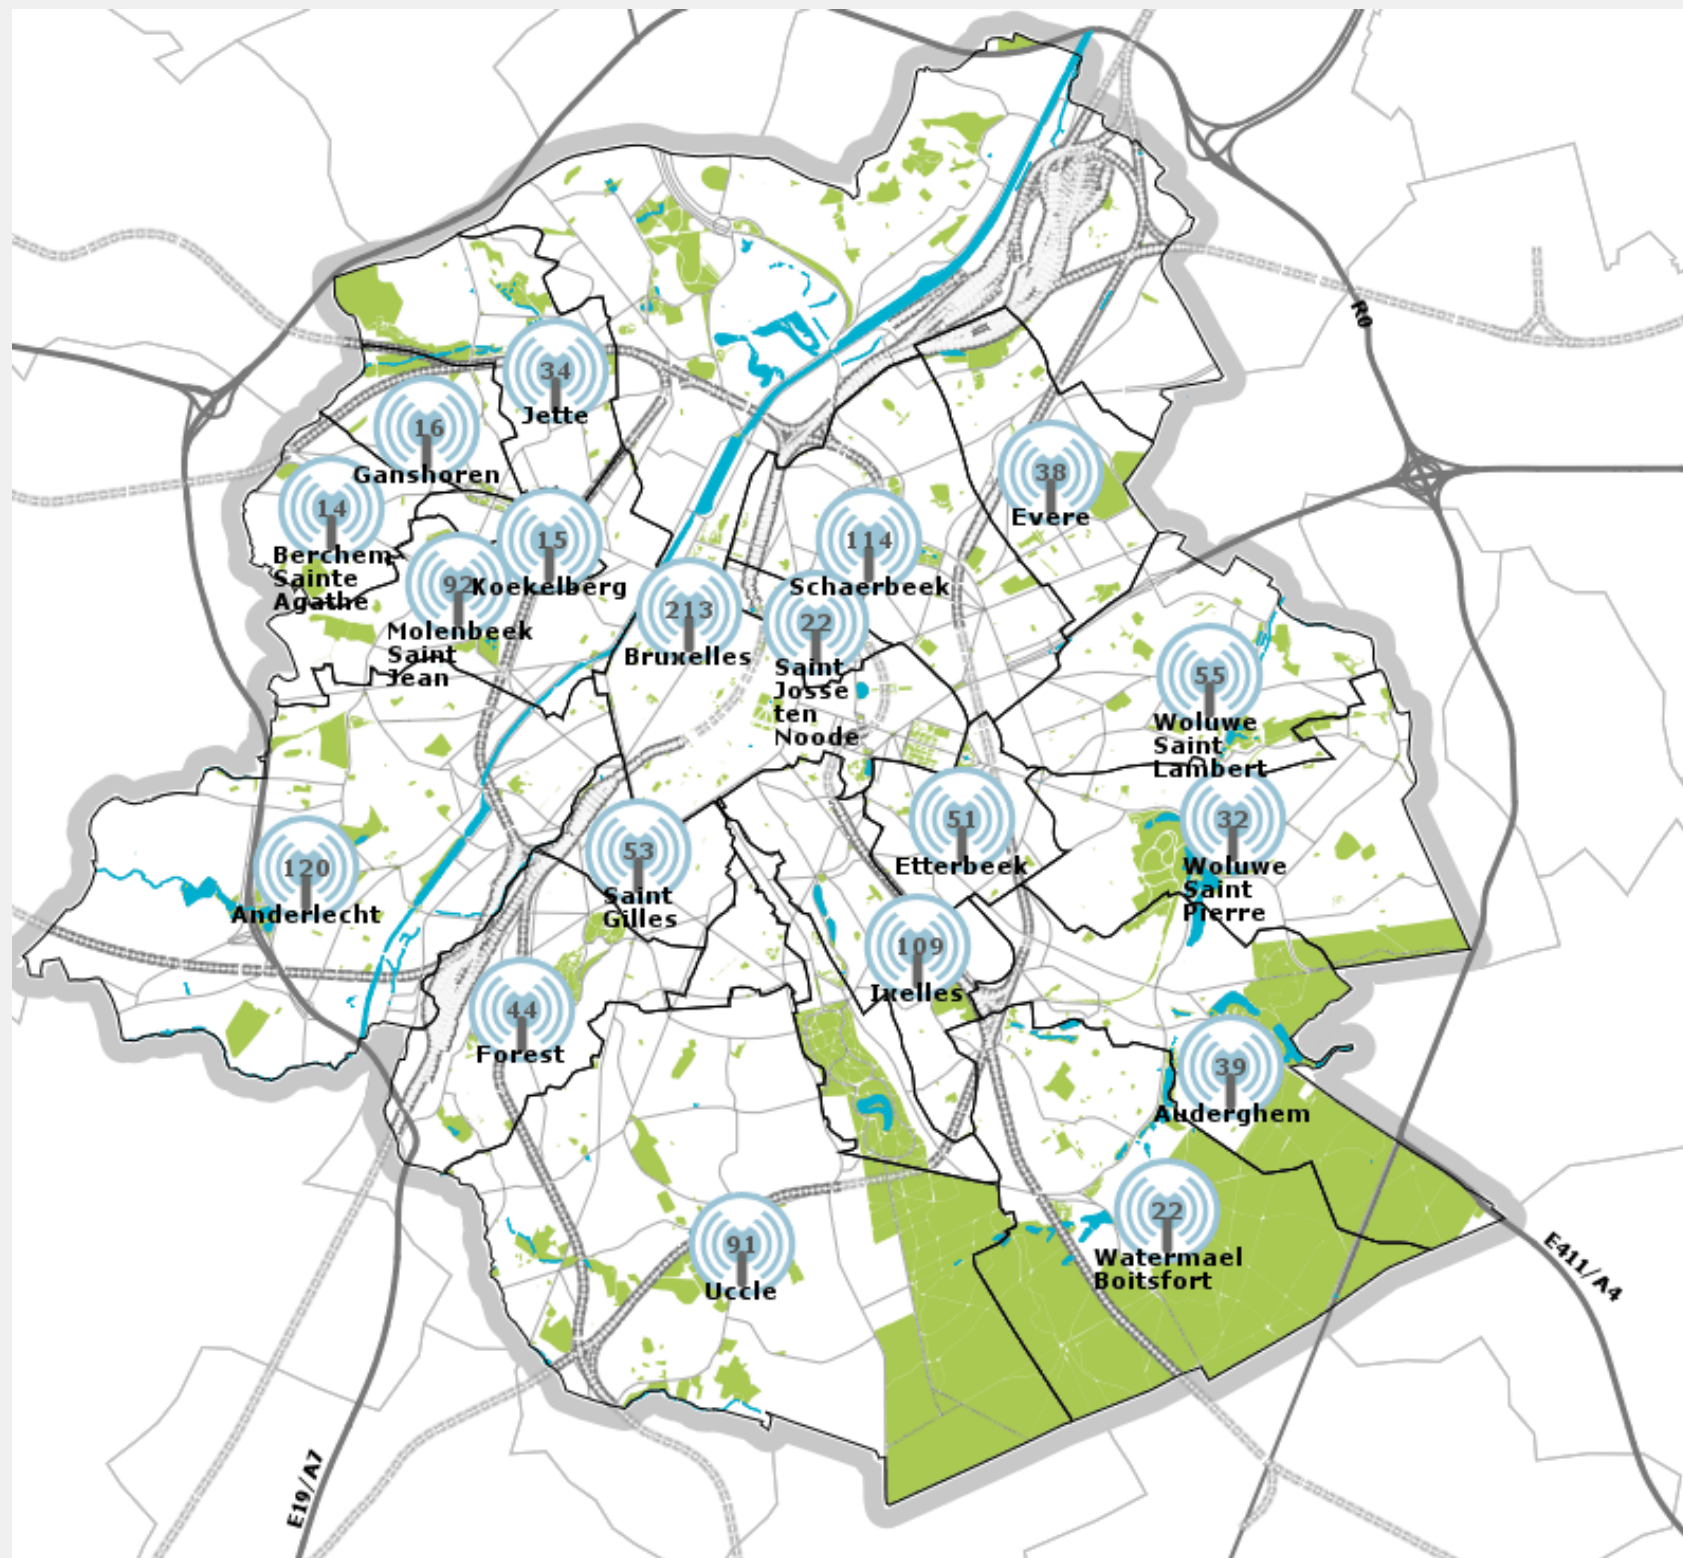 R0
34
Jette
16
Ganshoren
38
Evere
14
Berchem
Sainte
Agathe
15
Koekelberg
114
Schaerbeek
92
Molenbeek
Saint
Jean
213
Bruxelles
22
Saint
Josse
ten
Noode
55
Woluwe
Saint
Lambert
51
Etterbeek
32
Woluwe
Saint
Pierre
53
Saint
Gilles
120
Anderlecht
109
Ixelles
44
Forest
39
Auderghem
22
Watermael
Boitsfort
91
Uccle
E411/A4
E19/A7